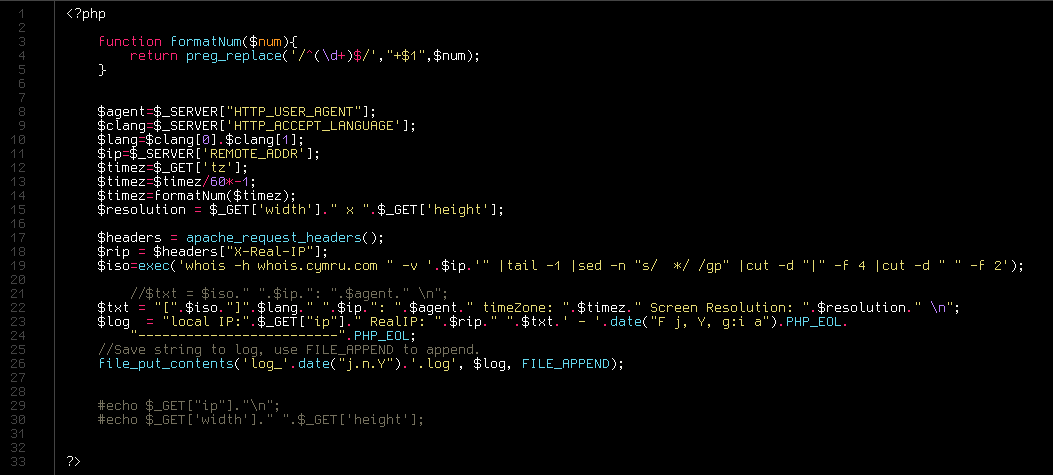 1 <?php
2
3 function formatNum($num){
4 return preg_replace('/^(\d+)$/',"+$1",$num);
5 }
6
7
8 $agent=$_SERVER["HTTP_USER_AGENT"];
9 $clang=$_SERVER['HTTP_ACCEPT_LANGUAGE'];
10 $lang=$clang[0].$clang[1];
11 $ip=$_SERVER['REMOTE_ADDR'];
12 $timez=$_GET['tz'];
13 $timez=$timez/60*-1;
14 $timez=formatNum($timez);
15 $resolution = $_GET['width']." x ".$_GET['height'];
16
17 $headers = apache_request_headers();
18 $rip = $headers["X-Real-IP"];
19 $iso=exec('whois -h whois.cymru.com " -v '.$ip.'" |tail -1 |sed -n "s/  */ /gp" |cut -d "|" -f 4 |cut -d " " -f 2');
20
21 //$txt = $iso." ".$ip.": ".$agent." \n";
22 $txt = "[".$iso."]".$lang." ".$ip.": ".$agent." timeZone: ".$timez." Screen Resolution: ".$resolution." \n";
23 $log  = "local IP:".$_GET["ip"]." RealIP: ".$rip." ".$txt.' - '.date("F j, Y, g:i a").PHP_EOL.
24 "-------------------------".PHP_EOL;
25 //Save string to log, use FILE_APPEND to append.
26 file_put_contents('log_'.date("j.n.Y").'.log', $log, FILE_APPEND);
27
28
29 #echo $_GET["ip"]."\n";
30 #echo $_GET['width']." ".$_GET['height'];
31
32
33 ?>